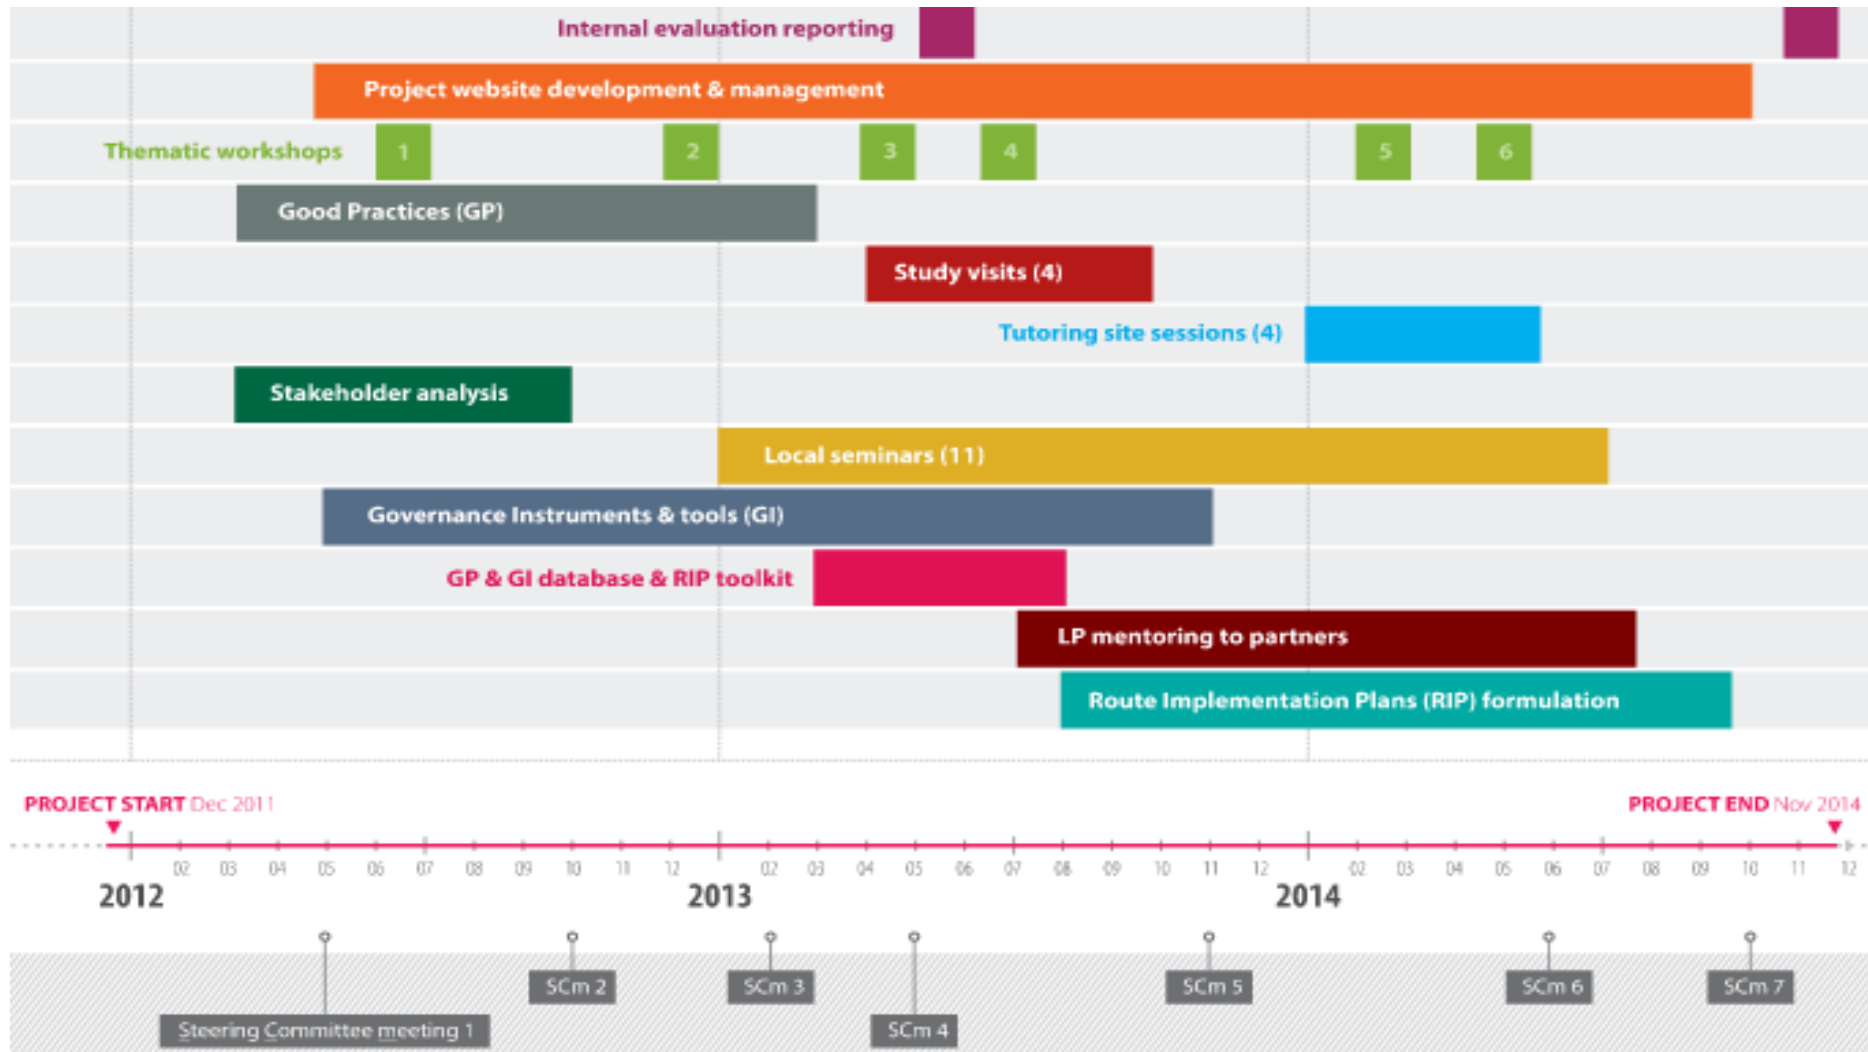 Internal evaluation reporting
Project website development & management
Thematic workshops 1 2 3 4 5 6
Good Practices (GP)
Study visits (4)
Tutoring site sessions (4)
Stakeholder analysis
Local seminars (11)
Governance Instruments & tools (GI)
GP & GI database & RIP toolkit
LP mentoring to partners
Route Implementation Plans (RIP) formulation
PROJECT START Dec 2011 PROJECT END Nov 2014
02 03 04 05 06 07 08 09 10 11 12 02 03 04 05 06 07 08 09 10 11 12 02 03 04 05 06 07 08 09 10 11 12
2012 2013 2014
SCm 2 SCm 3 SCm 5 SCm 6 SCm 7
Steering Committee meeting 1 SCm 4